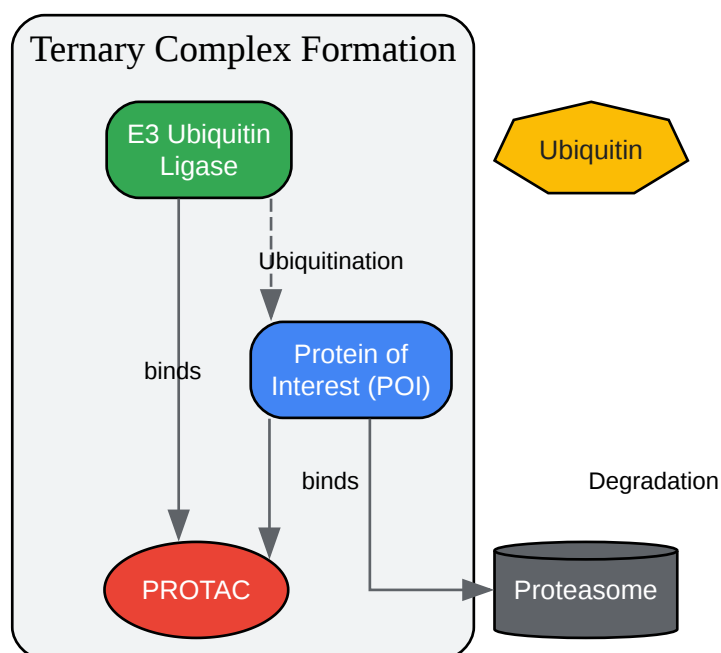 Ternary Complex Formation
E3 Ubiquitin
Ligase
Ubiquitin
Ubiquitination
Protein of
Interest (POI)
binds
binds
Degradation
PROTAC
Proteasome